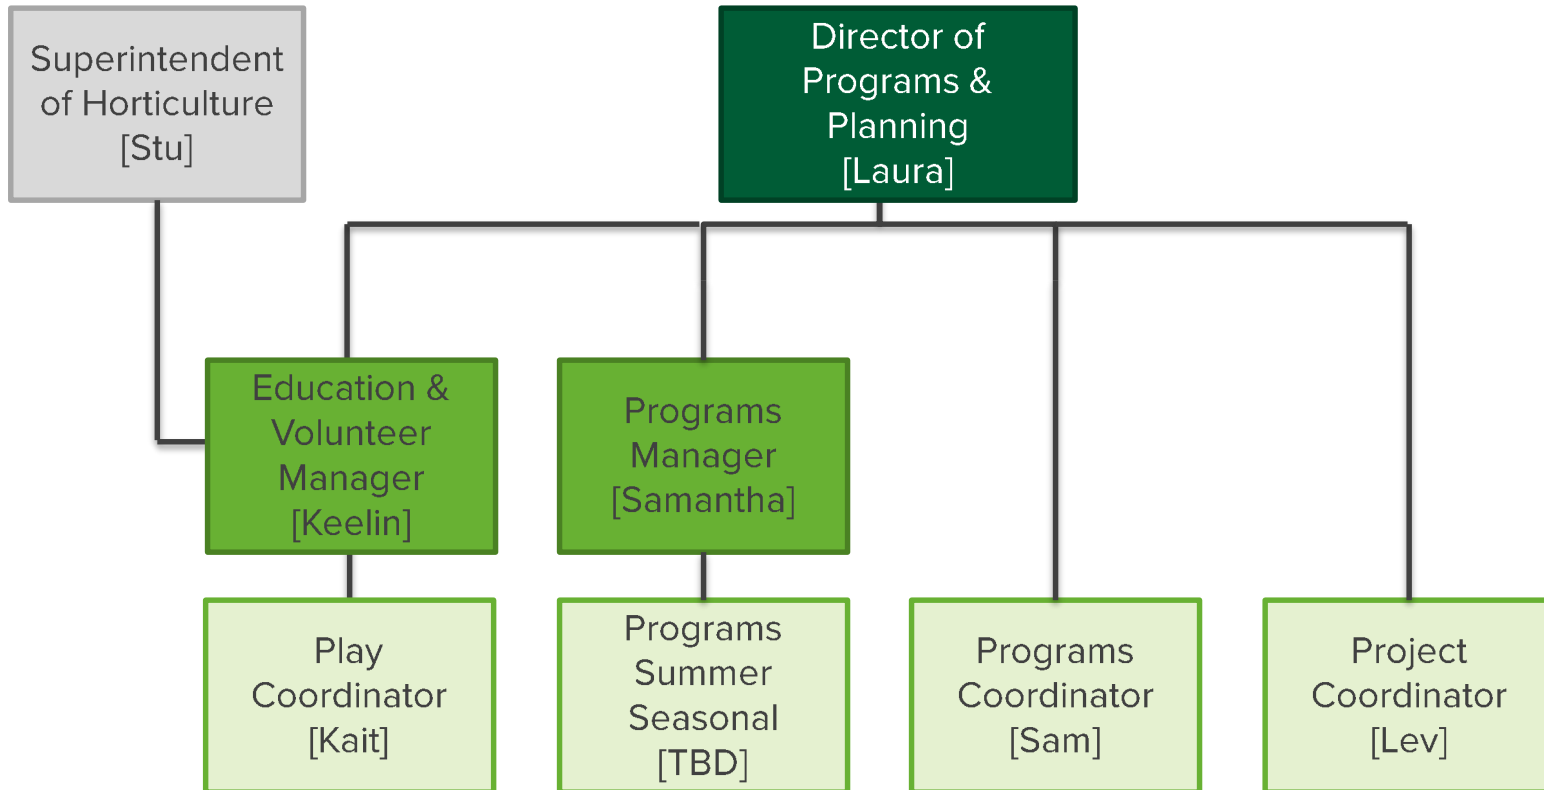 Superintendent
of Horticulture
[Stu]
Director of
Programs &
Planning
[Laura]
Education &
Volunteer
Manager
[Keelin]
Programs
Manager
[Samantha]
Play
Coordinator
[Kait]
Programs
Summer
Seasonal
[TBD]
Programs
Coordinator
[Sam]
Project
Coordinator
[Lev]